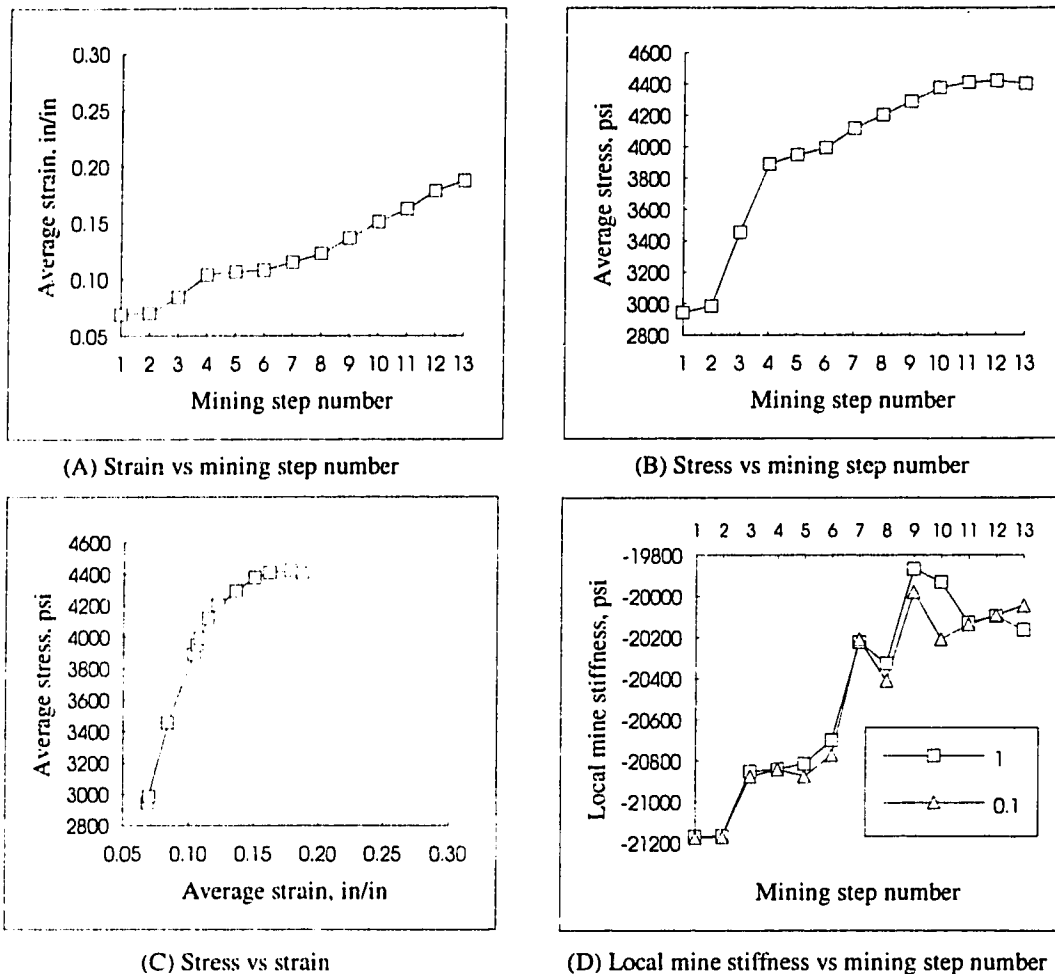 0.30
0.25
0.20
0.15
0.10
0.05
Average strain, in/in
1 2 3 4 5 6 7 8 9 10 11 12 13
Mining step number
(A) Strain vs mining step number
4600
4400
4200
4000
3800
3600
3400
3200
3000
2800
Average stress, psi
1 2 3 4 5 6 7 8 9 10 11 12 13
Mining step number
(B) Stress vs mining step number
4600
4400
4200
4000
3800
3600
3400
3200
3000
2800
Average stress, psi
0.05 0.10 0.15 0.20 0.25 0.30
Average strain, in/in
(C) Stress vs strain
1 2 3 4 5 6 7 8 9 10 11 12 13
-19800
-20000
-20200
-20400
-20600
-20800
-21000
-21200
Local mine stiffness, psi
1
0.1
Mining step number
(D) Local mine stiffness vs mining step number